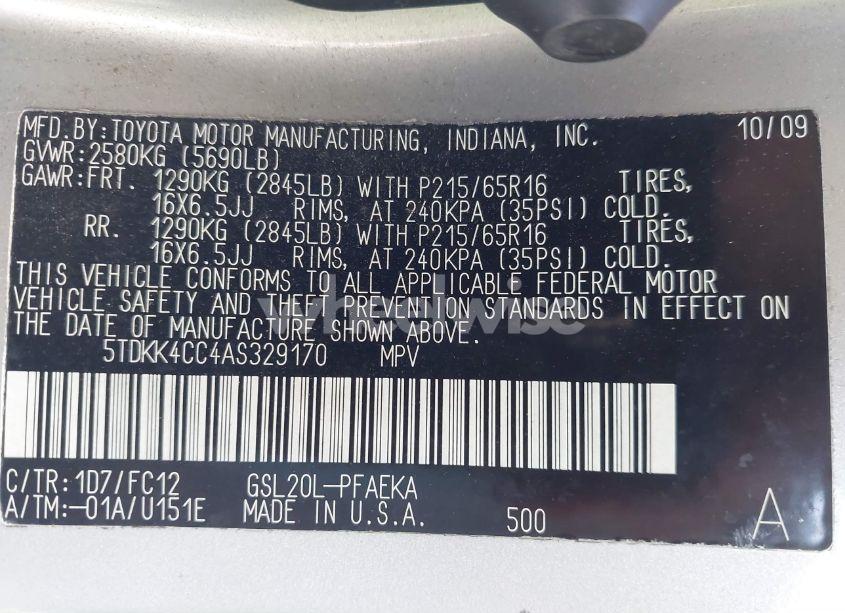 MFD.BY:TOYOTA MOTOR MANUFACTURING, INDIANA, INC. 10/09
GVWR:2580KG (5690LB)
GAWR:FRT. 1290KG (2845LB) WITH P215/65R16 TIRES,
16X6.5JJ RIMS, AT 240KPA (35PSI) COLD.
RR. 1290KG (2845LB) WITH P215/65R16 TIRES,
16X6.5JJ RIMS, AT 240KPA (35PSI) COLD.
THIS VEHICLE CONFORMS TO ALL APPLICABLE FEDERAL MOTOR
VEHICLE SAFETY AND THEFT PREVENTION STANDARDS IN EFFECT ON
THE DATE OF MANUFACTURE SHOWN ABOVE.
wheelwise
5TDKK4CC4AS329170 MPV
C/TR:1D7/FC12 GSL20L-PFAEKA
A/TM:-01A/U151E MADE IN U.S.A. 500 A